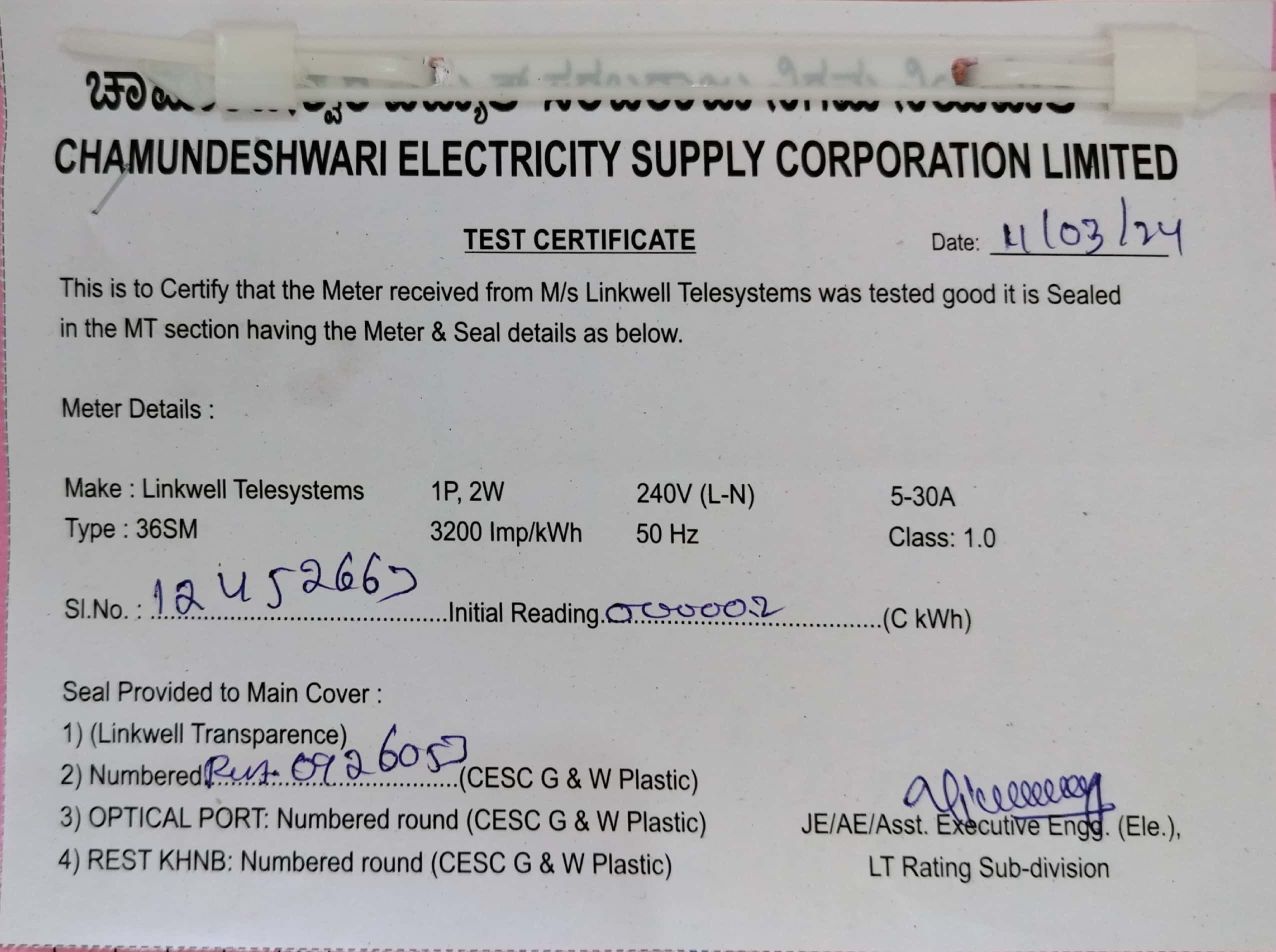 CHAMUNDESHWARI ELECTRICITY SUPPLY CORPORATION LIMITED
TEST CERTIFICATE
Date: 11/03/24
This is to Certify that the Meter received from M/s Linkwell Telesystems was tested good it is Sealed
in the MT section having the Meter & Seal details as below.
Meter Details :
Make : Linkwell Telesystems 1P, 2W 240V (L-N) 5-30A
Type : 36SM 3200 Imp/kWh 50 Hz Class: 1.0
Sl.No. : Initial Reading. 000002 (C kWh)
Seal Provided to Main Cover :
1) (Linkwell Transparence)
2) Numbered (CESC G & W Plastic)
3) OPTICAL PORT: Numbered round (CESC G & W Plastic)
4) REST KHNB: Numbered round (CESC G & W Plastic)
JE/AE/Asst. Executive Engg. (Ele.),
LT Rating Sub-division